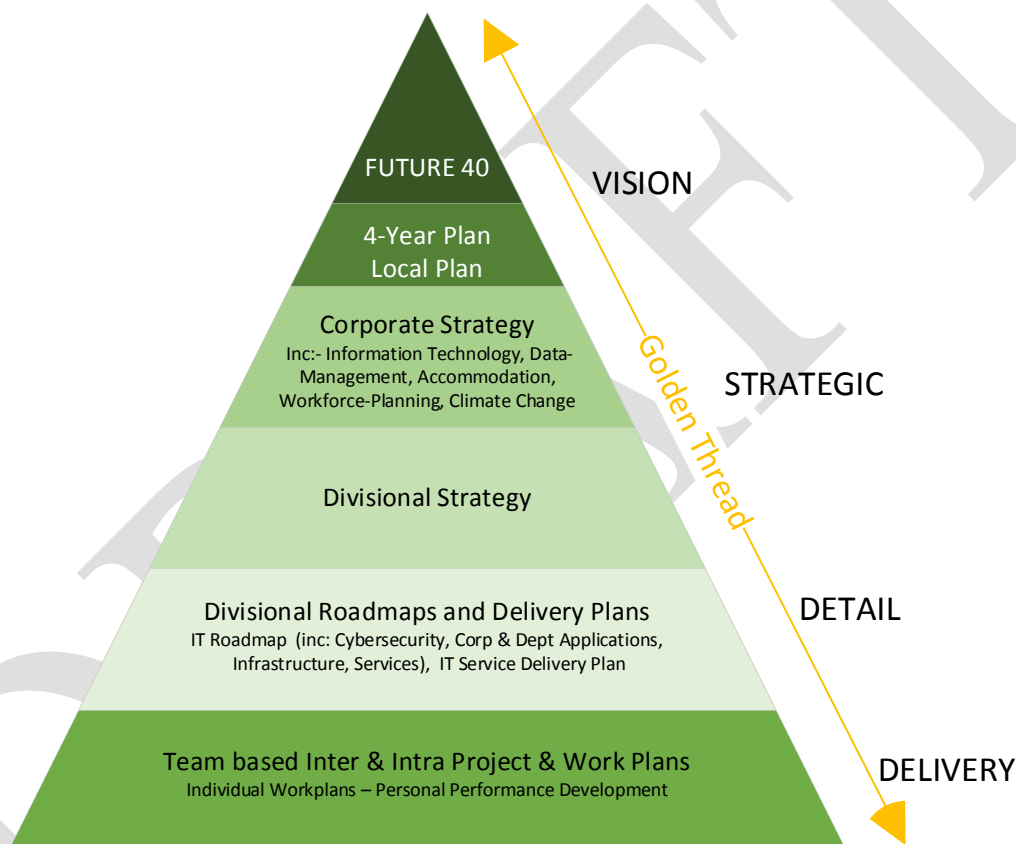 FUTURE 40
VISION
4-Year Plan
Local Plan
Corporate Strategy
Inc:- Information Technology, Data-
Management, Accommodation,
Workforce-Planning, Climate Change
Golden Thread
STRATEGIC
Divisional Strategy
Divisional Roadmaps and Delivery Plans
IT Roadmap  (inc: Cybersecurity, Corp & Dept Applications,
Infrastructure, Services),  IT Service Delivery Plan
DETAIL
Team based Inter & Intra Project & Work Plans
Individual Workplans – Personal Performance Development
DELIVERY